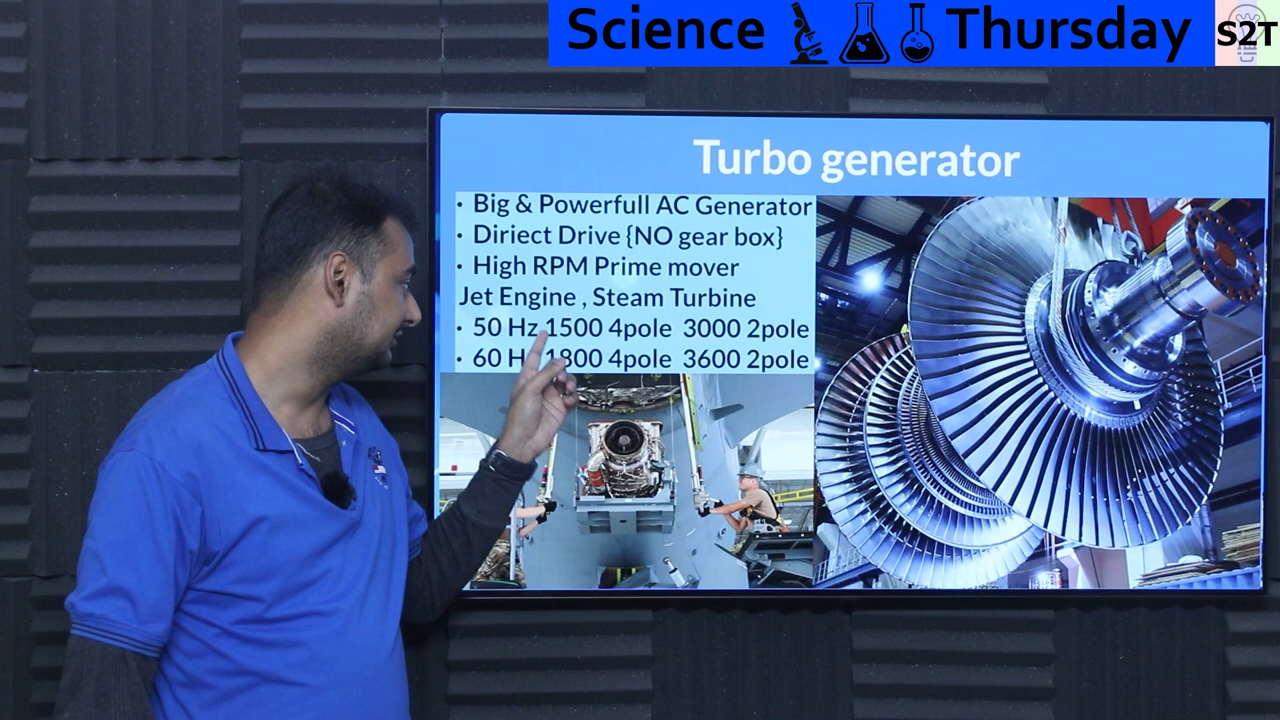 Science Thursday
S2T
Turbo generator
· Big & Powerfull AC Generator
· Diriect Drive {NO gear box}
· High RPM Prime mover
Jet Engine , Steam Turbine
· 50 Hz 1500 4pole 3000 2pole
· 60 Hz 1800 4pole 3600 2pole